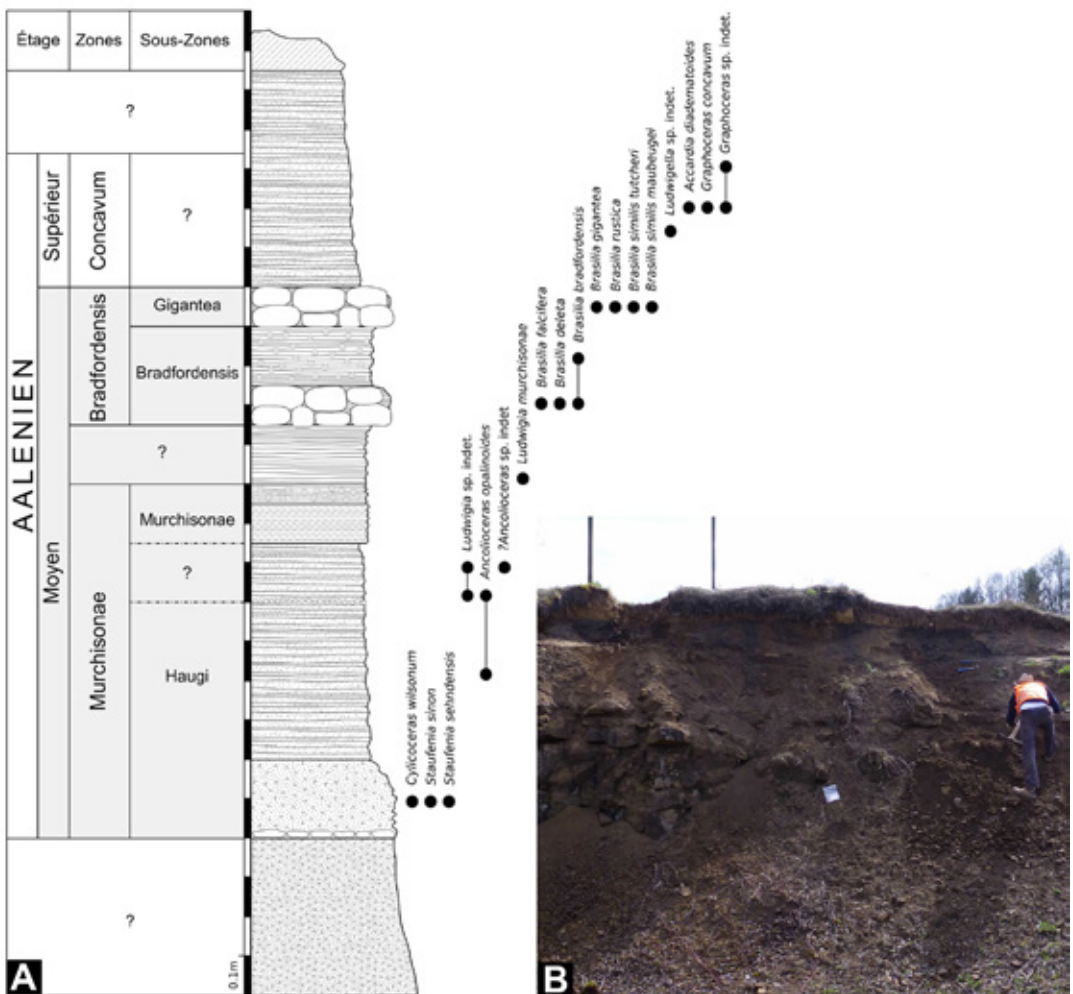 Étage Zones Sous-Zones
?
AALENIEN
Supérieur
Concavum
?
Moyen
Bradfordensis
Gigantea
Bradfordensis
?
Murchisonae
Murchisonae
?
Haugi
?
0.1m
A
Cylicoceras wilsonum
Staufenia sinon
Staufenia sehndensis
Ludwigia sp. indet.
Ancolioceras opalinoides
?Ancolioceras sp. indet
Ludwigia murchisonae
Brasilia falcifera
Brasilia deleta
Brasilia bradfordensis
Brasilia gigantea
Brasilia rustica
Brasilia similis tutcheri
Brasilia similis maubeugei
Ludwigella sp. indet.
Accardia diadematoides
Graphoceras concavum
Graphoceras sp. indet.
B